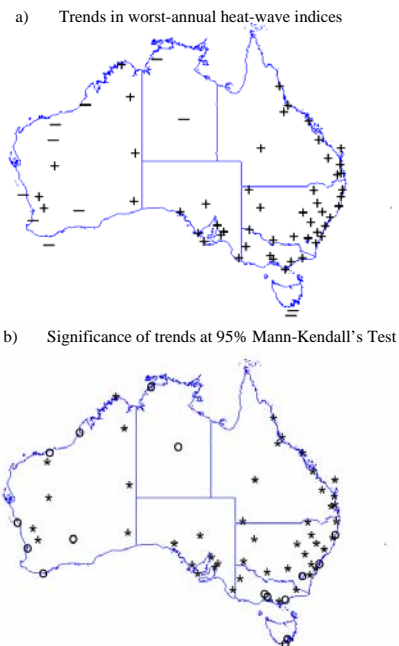 a) Trends in worst-annual heat-wave indices
b) Significance of trends at 95% Mann-Kendall's Test